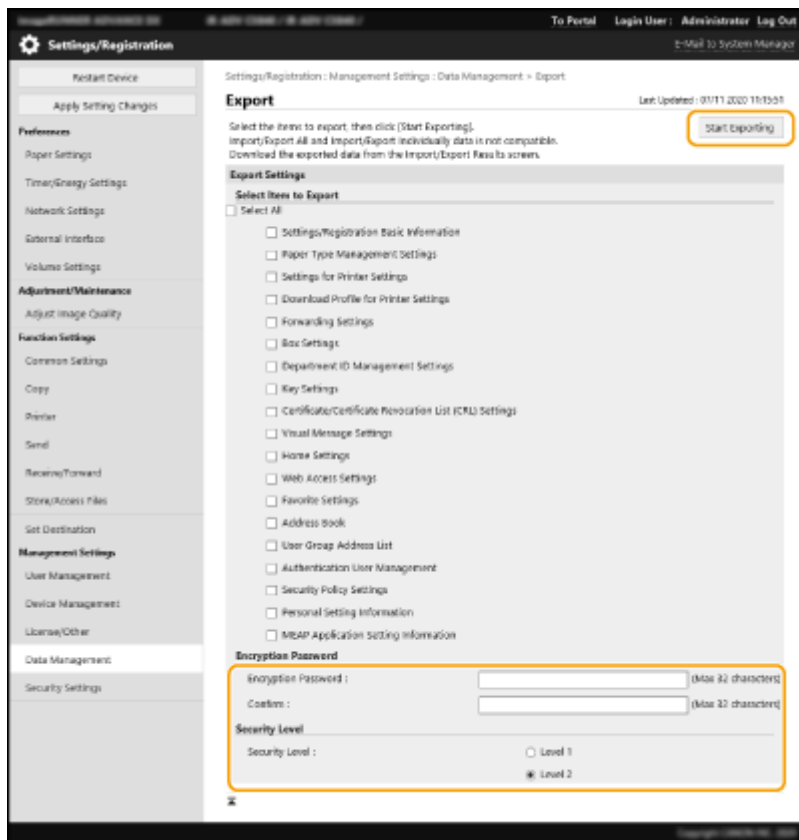 To Portal Login User : Administrator Log Out
Settings/Registration
E-Mail to System Manager
Restart Device
Apply Setting Changes
Preferences
Paper Settings
Timer/Energy Settings
Network Settings
External Interface
Volume Settings
Adjustment/Maintenance
Adjust Image Quality
Function Settings
Common Settings
Copy
Printer
Send
Receive/Forward
Store/Access Files
Set Destination
Management Settings
User Management
Device Management
License/Other
Data Management
Security Settings
Settings/Registration : Management Settings : Data Management > Export
Export
Last Updated : 07/11 2020 11:15:51
Select the items to export, then click [Start Exporting].
Import/Export All and Import/Export Individually data is not compatible.
Download the exported data from the Import/Export Results screen.
Start Exporting
Export Settings
Select Item to Export
Select All
Settings/Registration Basic Information
Paper Type Management Settings
Settings for Printer Settings
Download Profile for Printer Settings
Forwarding Settings
Box Settings
Department ID Management Settings
Key Settings
Certificate/Certificate Revocation List (CRL) Settings
Visual Message Settings
Home Settings
Web Access Settings
Favorite Settings
Address Book
User Group Address List
Authentication User Management
Security Policy Settings
Personal Setting Information
MEAP Application Setting Information
Encryption Password
Encryption Password : (Max 32 characters)
Confirm : (Max 32 characters)
Security Level
Security Level : Level 1
Level 2